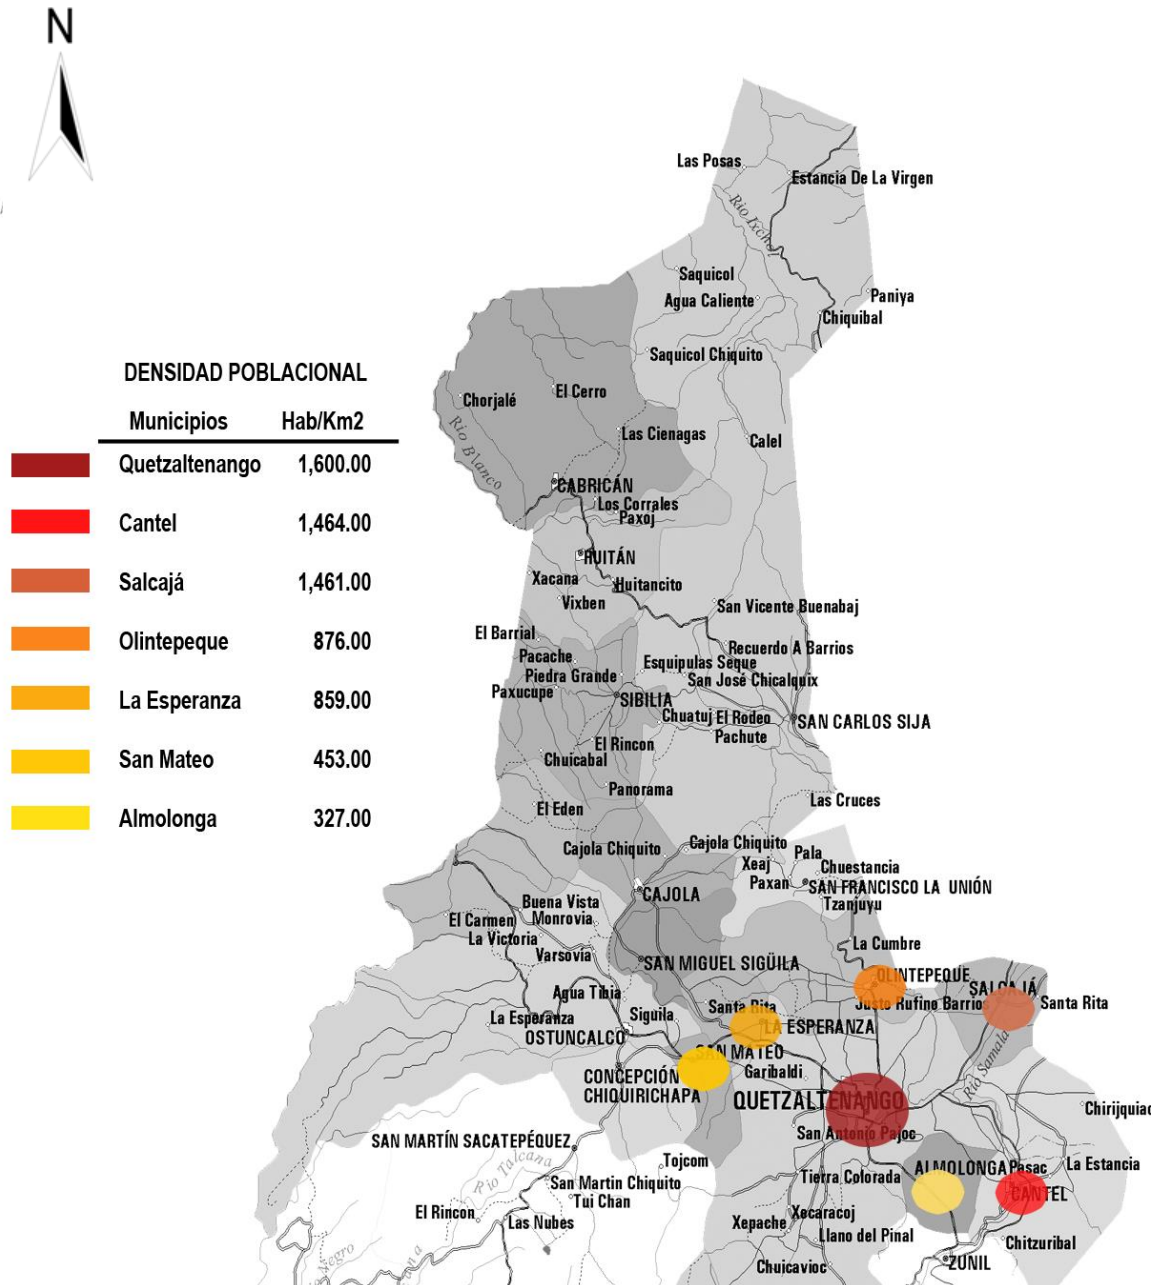 N
Las Posas
Estancia De La Virgen
Rio Ixchol
Saquicol
Agua Caliente
Paniya
Chiquibal
Saquicol Chiquito
DENSIDAD POBLACIONAL
Municipios Hab/Km2
Quetzaltenango 1,600.00
Cantel 1,464.00
Salcajá 1,461.00
Olintepeque 876.00
La Esperanza 859.00
San Mateo 453.00
Almolonga 327.00
Chorjalé
El Cerro
Rio Blanco
Las Cienagas
Calel
CABRICÁN
Los Corrales
Paxoj
HUITÁN
Xacana
Huitancito
Vixben
San Vicente Buenabaj
El Barrial
Recuerdo A Barrios
Pacache
Esquipulas Seque
Piedra Grande
San José Chicalquix
Paxucupe
SIBILIA
Chuatuj El Rodeo
SAN CARLOS SIJA
Pachute
El Rincon
Chuicabal
Panorama
Las Cruces
El Eden
Cajola Chiquito
Cajola Chiquito
Xeaj
Pala
Chuestancia
Paxan
SAN FRANCISCO LA UNIÓN
CAJOLA
Tzanjuyu
Buena Vista
El Carmen
Monrovia
La Victoria
La Cumbre
Varsovia
SAN MIGUEL SIGÜILA
OLINTEPEQUE
SALCAJÁ
Agua Tibia
Justo Rufino Barrios
Santa Rita
Santa Rita
Siguila
La Esperanza
LA ESPERANZA
OSTUNCALCO
SAN MATEO
Rio Samala
Garibaldi
CONCEPCIÓN
CHIQUIRICHAPA
QUETZALTENANGO
Chirijquiac
San Antonio Pajoc
SAN MARTÍN SACATEPÉQUEZ
Tojcom
ALMOLONGA
Pasac
La Estancia
Rio Talcana
Tierra Colorada
San Martin Chiquito
CANTEL
Tui Chan
El Rincon
Las Nubes
Xecaracoj
Xepache
Llano del Pinal
Chitzuribal
Negro
Chuicavioc
ZUNIL